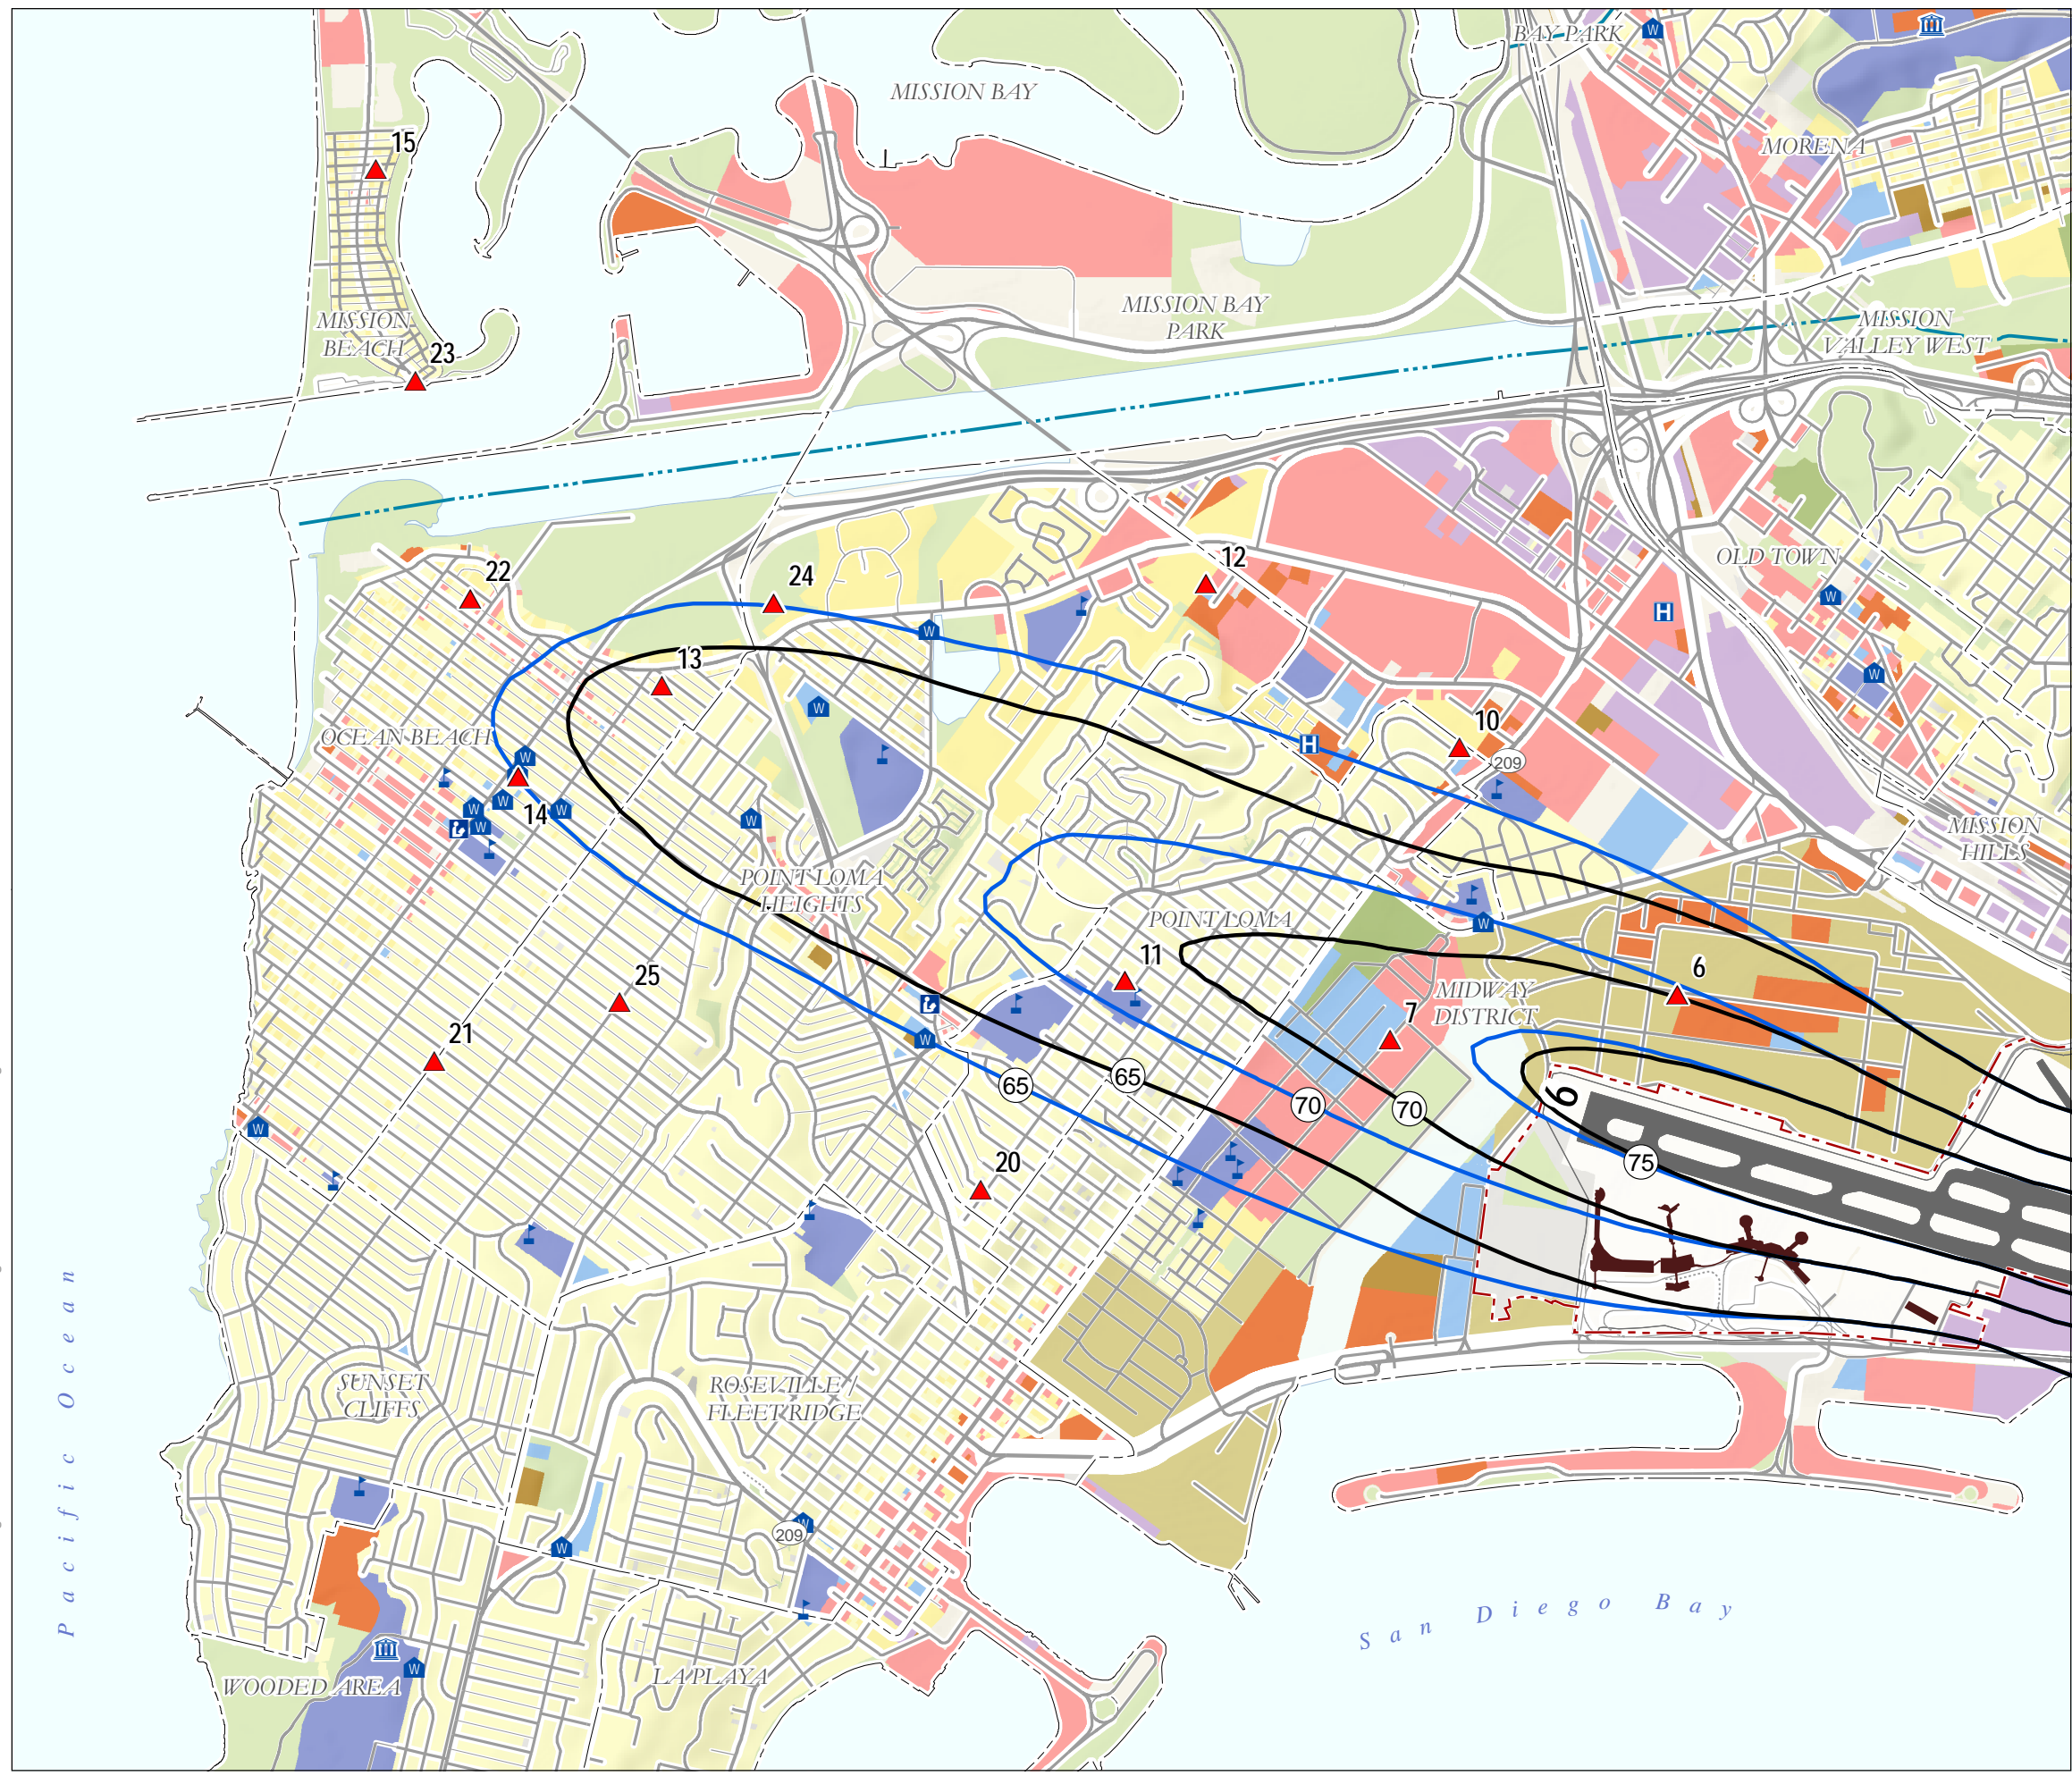 BAY PARK
W
MISSION BAY
15
MORENA
MISSION BAY
PARK
MISSION
BEACH
23
MISSION
VALLEY WEST
22
24
12
OLD TOWN
W
H
13
W
W
W
OCEAN BEACH
10
209
H
W
W
W
W
W
14
W
MISSION
HILLS
POINT LOMA
HEIGHTS
POINT LOMA
W
11
6
25
7
MIDWAY
DISTRICT
21
W
65
65
70
70
9
75
W
20
Pacific Ocean
SUNSET
CLIFFS
ROSEVILLE /
FLEETRIDGE
209
W
W
San Diego Bay
W
WOODED AREA
LA PLAYA